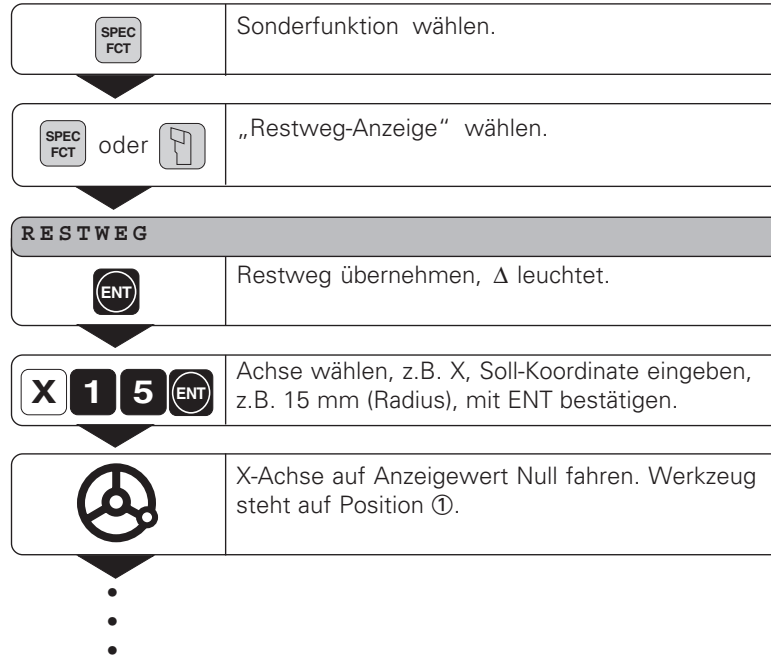 SPEC
FCT
Sonderfunktion wählen.
SPEC
FCT
oder
„Restweg-Anzeige“ wählen.
RESTWEG
ENT
Restweg übernehmen, Δ leuchtet.
X 1 5 ENT
Achse wählen, z.B. X, Soll-Koordinate eingeben,
z.B. 15 mm (Radius), mit ENT bestätigen.
X-Achse auf Anzeigewert Null fahren. Werkzeug
steht auf Position ①.